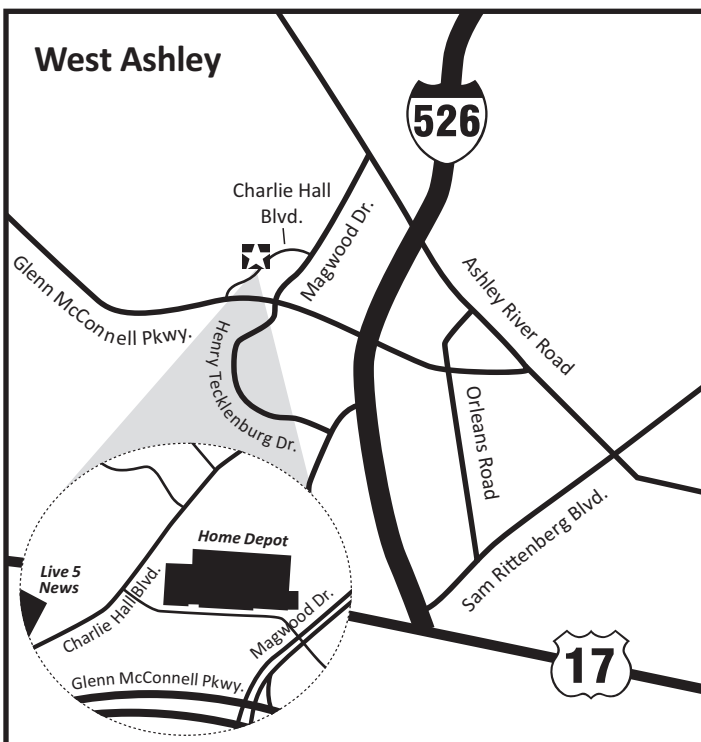 West Ashley
526
Charlie Hall
Blvd.
Magwood Dr.
Glenn McConnell Pkwy.
Ashley River Road
Henry Tecklenburg Dr.
Orleans Road
Sam Rittenberg Blvd.
Home Depot
Live 5
News
Charlie Hall Blvd.
Magwood Dr.
Glenn McConnell Pkwy.
17